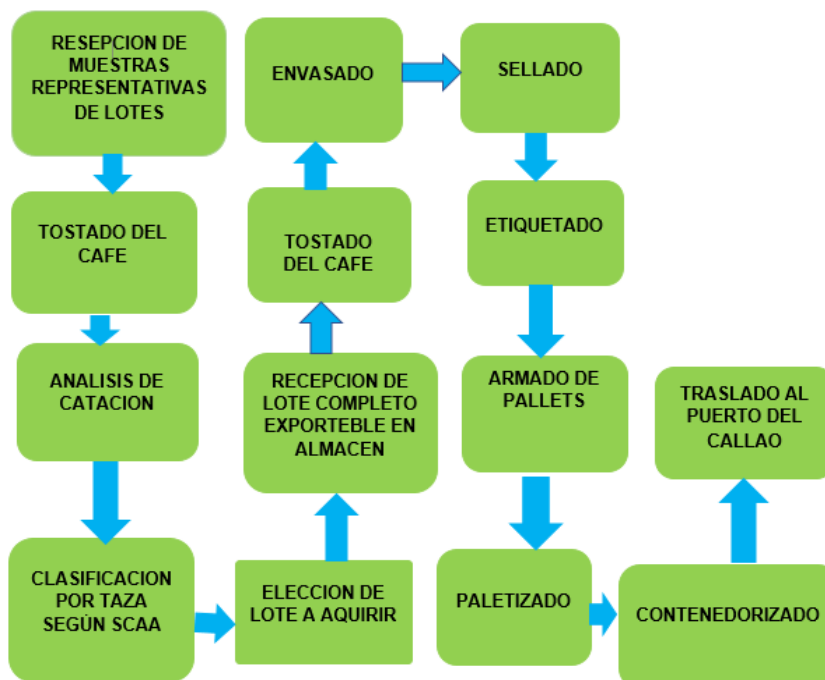 RESEPCION DE
MUESTRAS
REPRESENTATIVAS
DE LOTES
TOSTADO DEL
CAFE
ANALISIS DE
CATACION
CLASIFICACION
POR TAZA
SEGÚN SCAA
ELECCION DE
LOTE A AQUIRIR
RECEPCION DE
LOTE COMPLETO
EXPORTEBLE EN
ALMACEN
TOSTADO
DEL CAFE
ENVASADO
SELLADO
ETIQUETADO
ARMADO DE
PALLETS
PALETIZADO
CONTENEDORIZADO
TRASLADO AL
PUERTO DEL
CALLAO